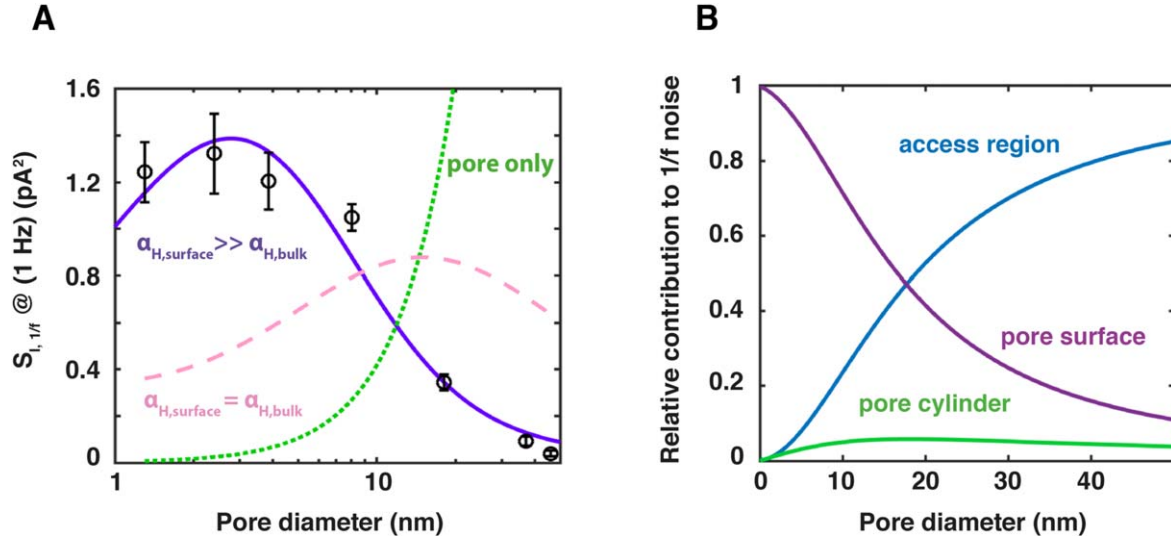 A
S_I, 1/f @ (1 Hz) (pA²)
1.6
1.2
0.8
0.4
0
pore only
α_H,surface >> α_H,bulk
α_H,surface = α_H,bulk
1 10
Pore diameter (nm)
B
Relative contribution to 1/f noise
1
0.8
0.6
0.4
0.2
0
access region
pore surface
pore cylinder
0 10 20 30 40
Pore diameter (nm)